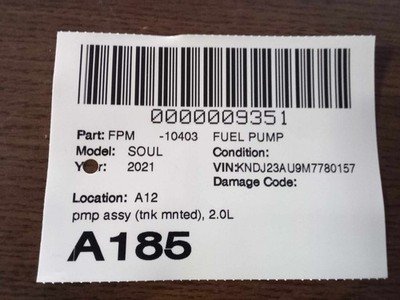 0000009351
Part: FPM -10403 FUEL PUMP
Model: SOUL Condition:
Year: 2021 VIN:KNDJ23AU9M7780157
Damage Code:
Location: A12
pmp assy (tnk mnted), 2.0L
A185